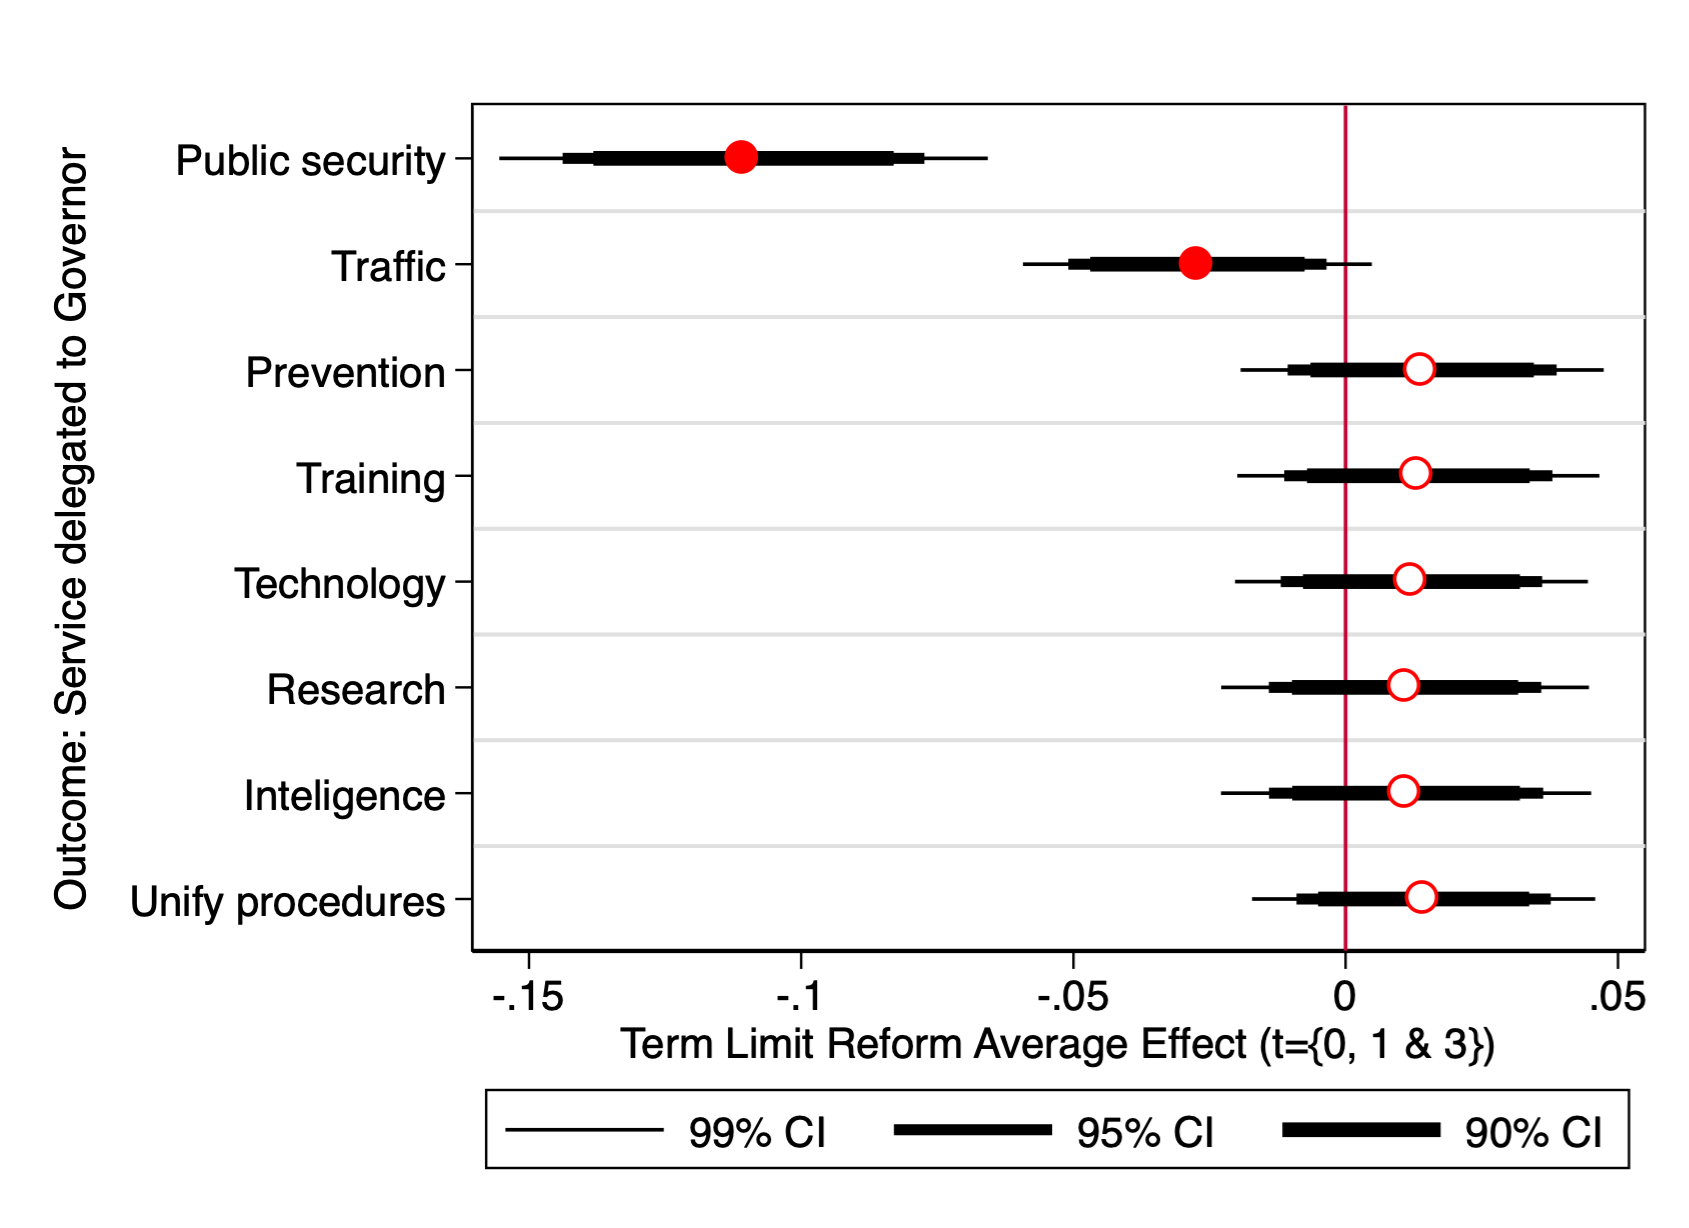 Outcome: Service delegated to Governor
Public security
Traffic
Prevention
Training
Technology
Research
Inteligence
Unify procedures
-.15 -.1 -.05 0 .05
Term Limit Reform Average Effect (t={0, 1 & 3})
99% CI 95% CI 90% CI